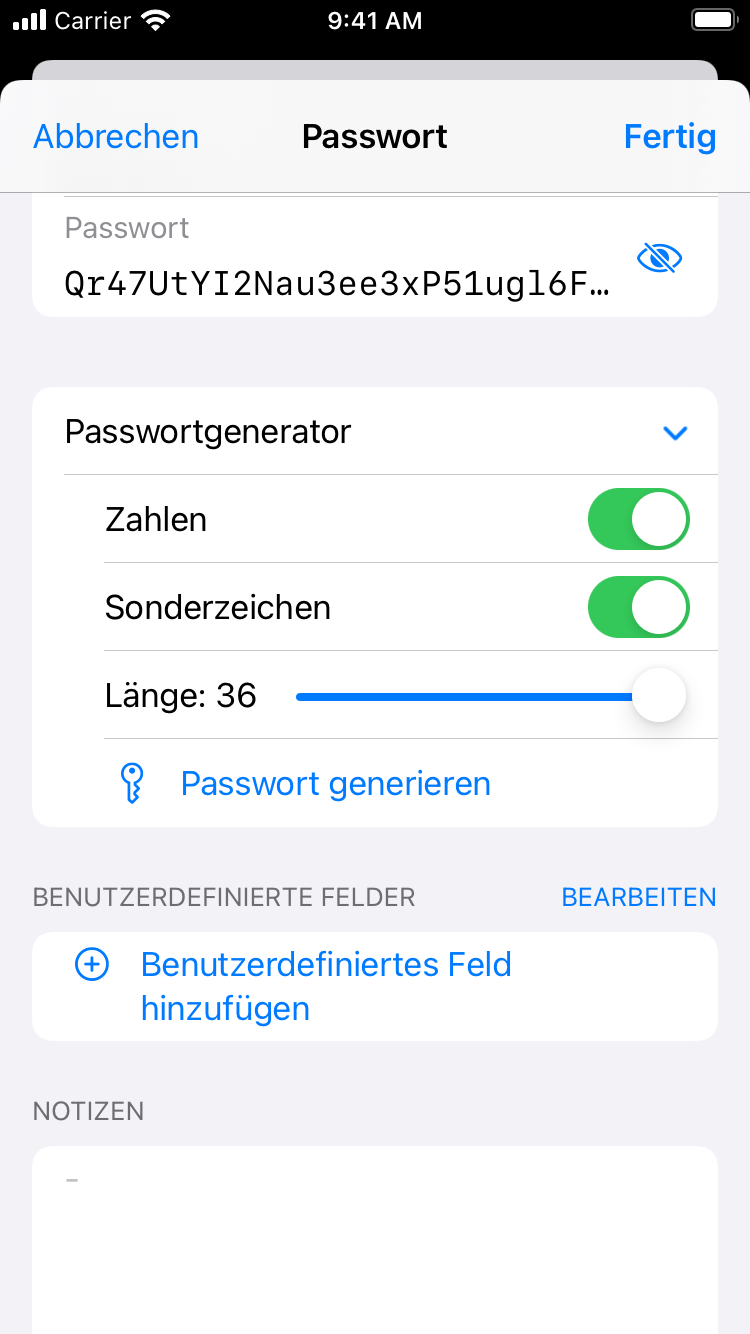 Carrier 9:41 AM
Abbrechen Passwort Fertig
Passwort
Qr47UtYI2Nau3ee3xP51ugl6F…
Passwortgenerator
Zahlen
Sonderzeichen
Länge: 36
Passwort generieren
BENUTZERDEFINIERTE FELDER BEARBEITEN
Benutzerdefiniertes Feld
hinzufügen
NOTIZEN
-